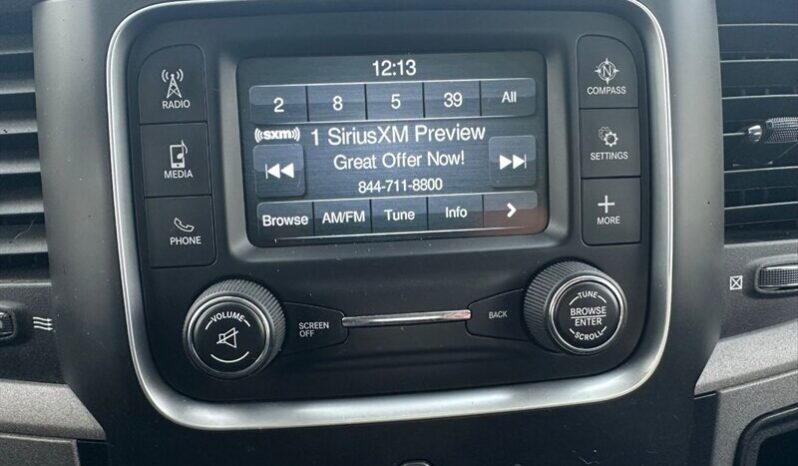 12:13
2 8 5 39 All
((sxm)) 1 SiriusXM Preview
Great Offer Now!
844-711-8800
Browse AM/FM Tune Info
RADIO
MEDIA
PHONE
COMPASS
SETTINGS
MORE
VOLUME
SCREEN OFF
BACK
TUNE
BROWSE
ENTER
SCROLL